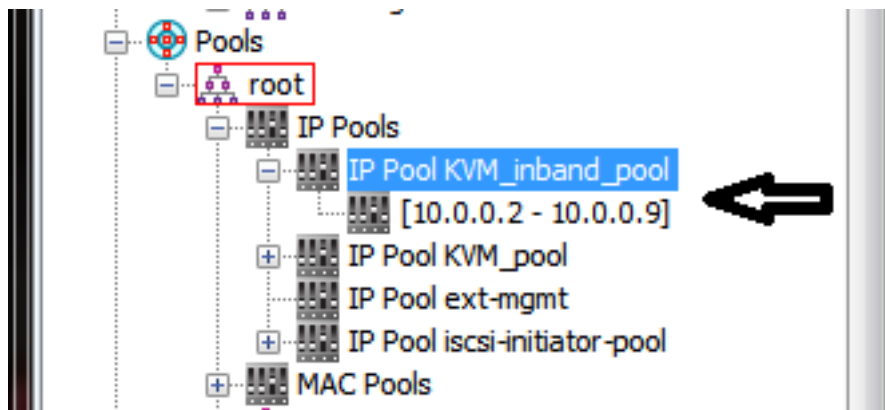 Pools
root
IP Pools
IP Pool KVM_inband_pool
[10.0.0.2 - 10.0.0.9]
IP Pool KVM_pool
IP Pool ext-mgmt
IP Pool iscsi-initiator-pool
MAC Pools